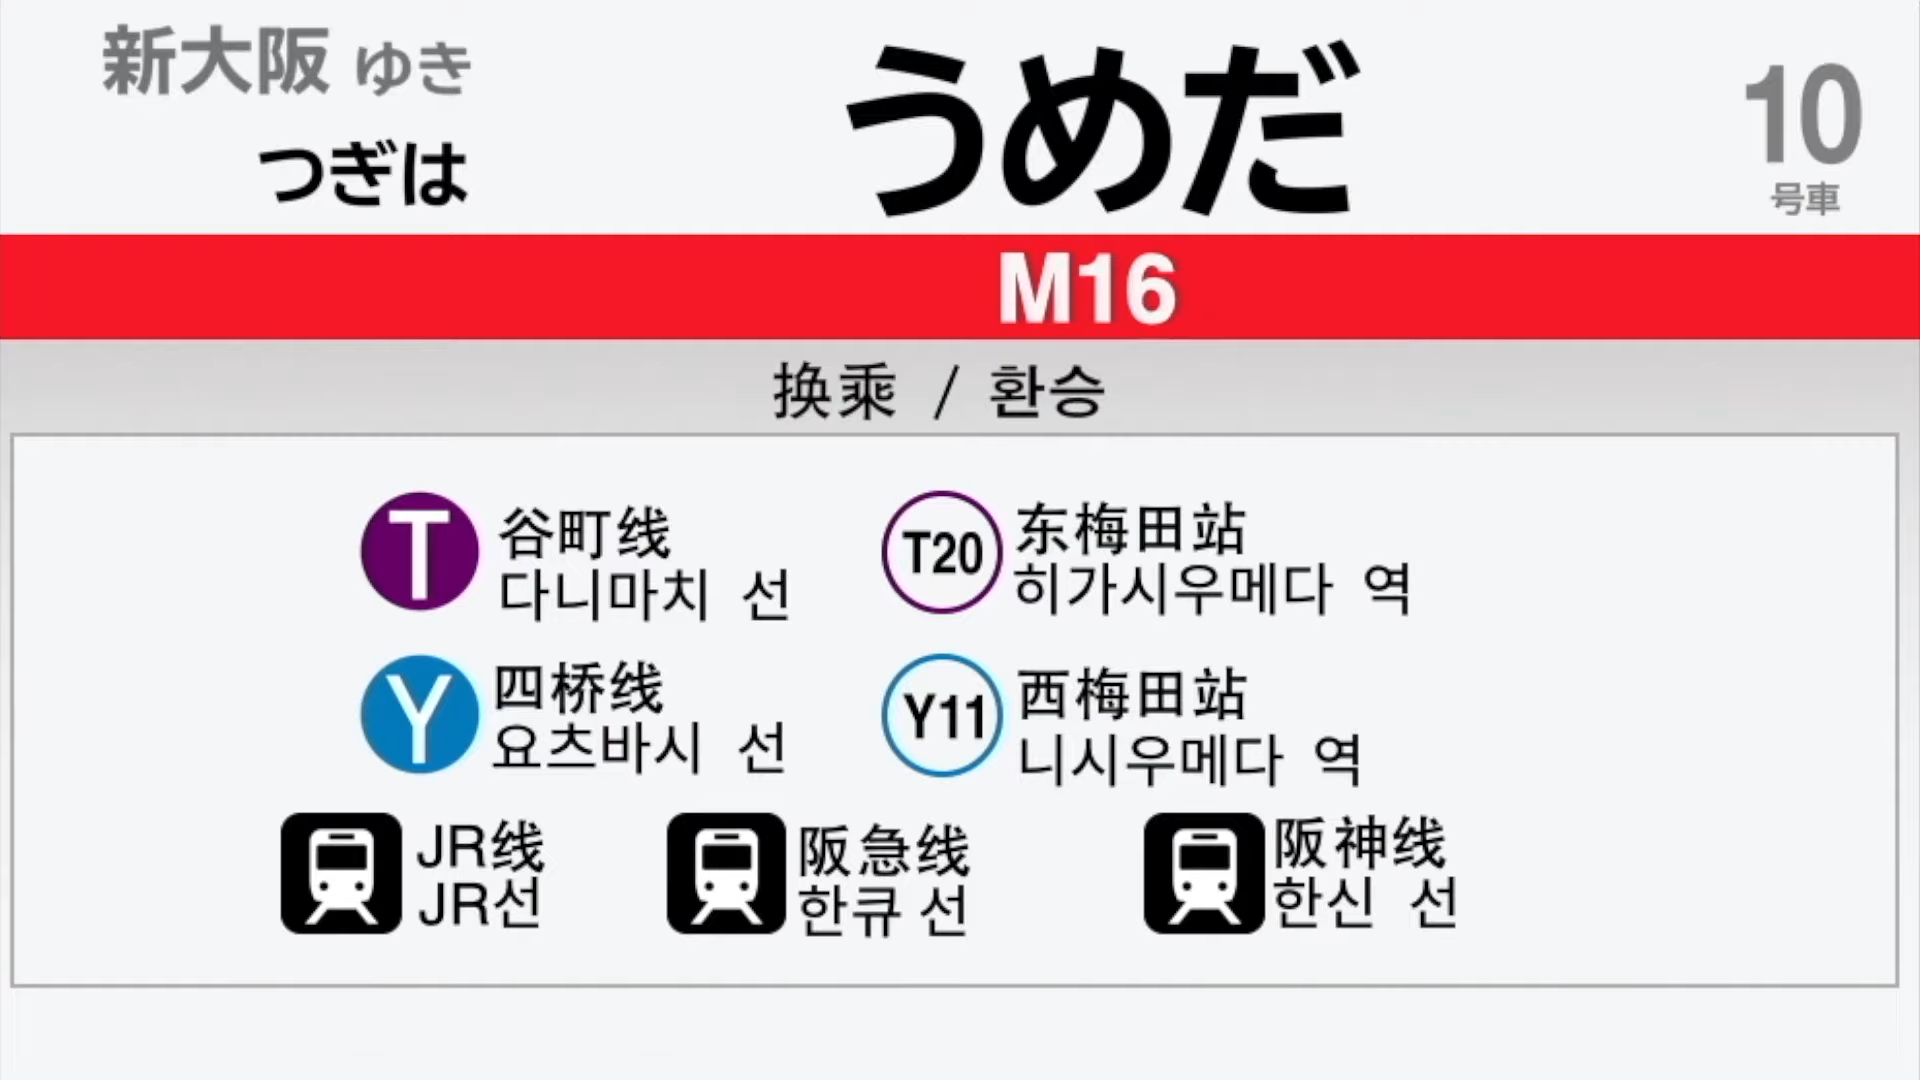 新大阪 ゆき
つぎは
うめだ
10
号車
M16
换乘 / 환승
T
谷町线
다니마치 선
T20
东梅田站
히가시우메다 역
Y
四桥线
요츠바시 선
Y11
西梅田站
니시우메다 역
JR线
JR선
阪急线
한큐 선
阪神线
한신 선